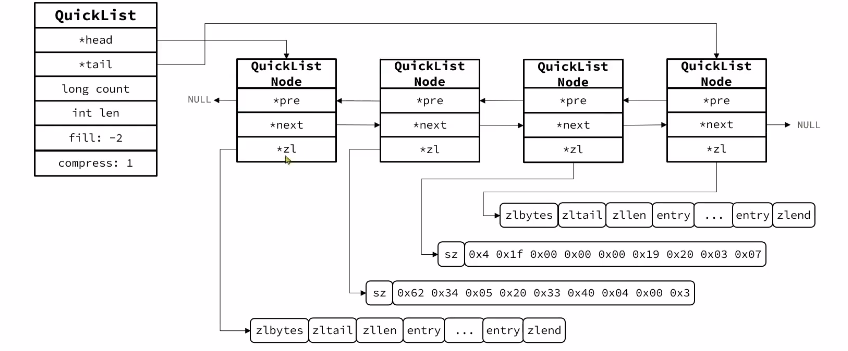 QuickList
*head
*tail
long count
int len
fill: -2
compress: 1
NULL
QuickList
Node
*pre
*next
*zl
QuickList
Node
*pre
*next
*zl
QuickList
Node
*pre
*next
*zl
QuickList
Node
*pre
*next
*zl
NULL
zlbytes zltail zllen entry ... entry zlend
sz 0x4 0x1f 0x00 0x00 0x00 0x19 0x20 0x03 0x07
sz 0x62 0x34 0x05 0x20 0x33 0x40 0x04 0x00 0x3
zlbytes zltail zllen entry ... entry zlend